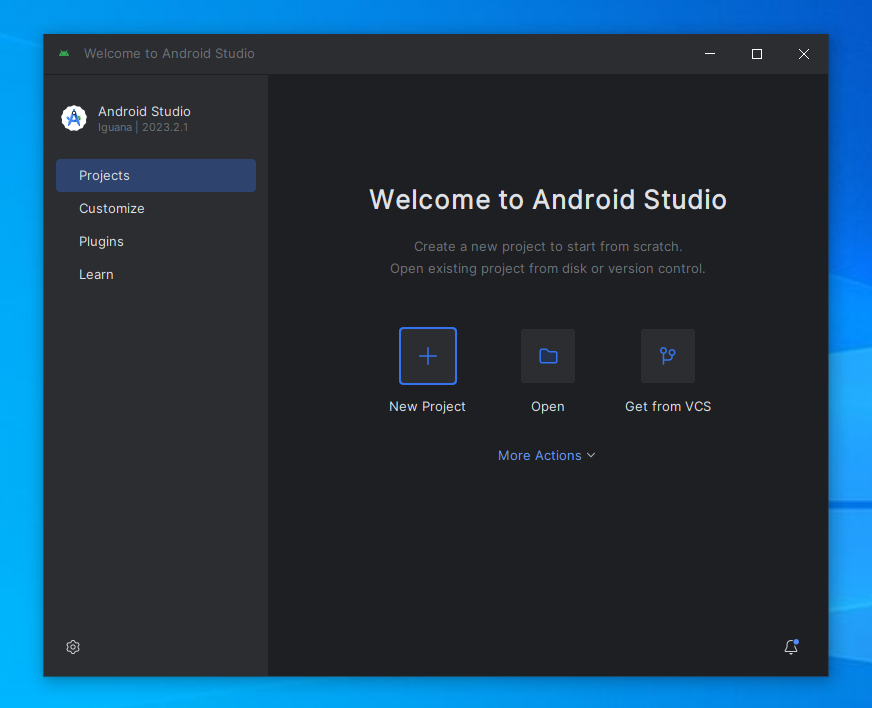 Welcome to Android Studio
Android Studio
Iguana | 2023.2.1
Projects
Customize
Plugins
Learn
Welcome to Android Studio
Create a new project to start from scratch.
Open existing project from disk or version control.
New Project
Open
Get from VCS
More Actions